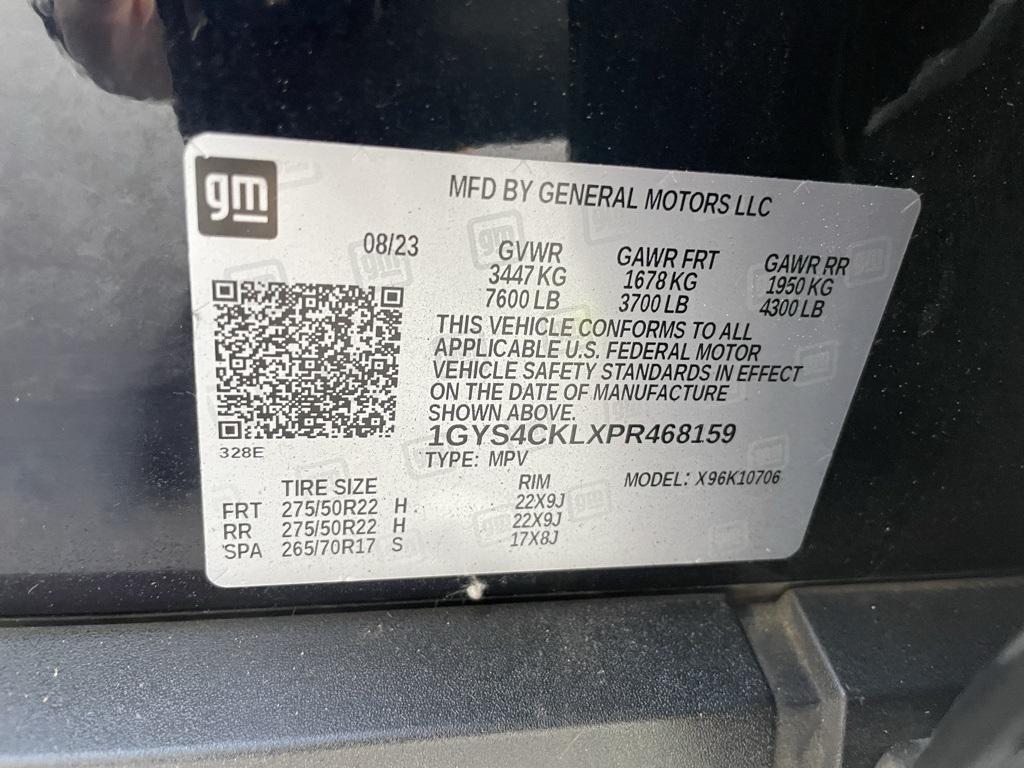 gm
MFD BY GENERAL MOTORS LLC
08/23
GVWR GAWR FRT GAWR RR
3447 KG 1678 KG 1950 KG
7600 LB 3700 LB 4300 LB
THIS VEHICLE CONFORMS TO ALL
APPLICABLE U.S. FEDERAL MOTOR
VEHICLE SAFETY STANDARDS IN EFFECT
ON THE DATE OF MANUFACTURE
SHOWN ABOVE.
1GYS4CKLXPR468159
328E
TYPE: MPV
MODEL: X96K10706
TIRE SIZE RIM
FRT 275/50R22 H 22X9J
RR 275/50R22 H 22X9J
SPA 265/70R17 S 17X8J